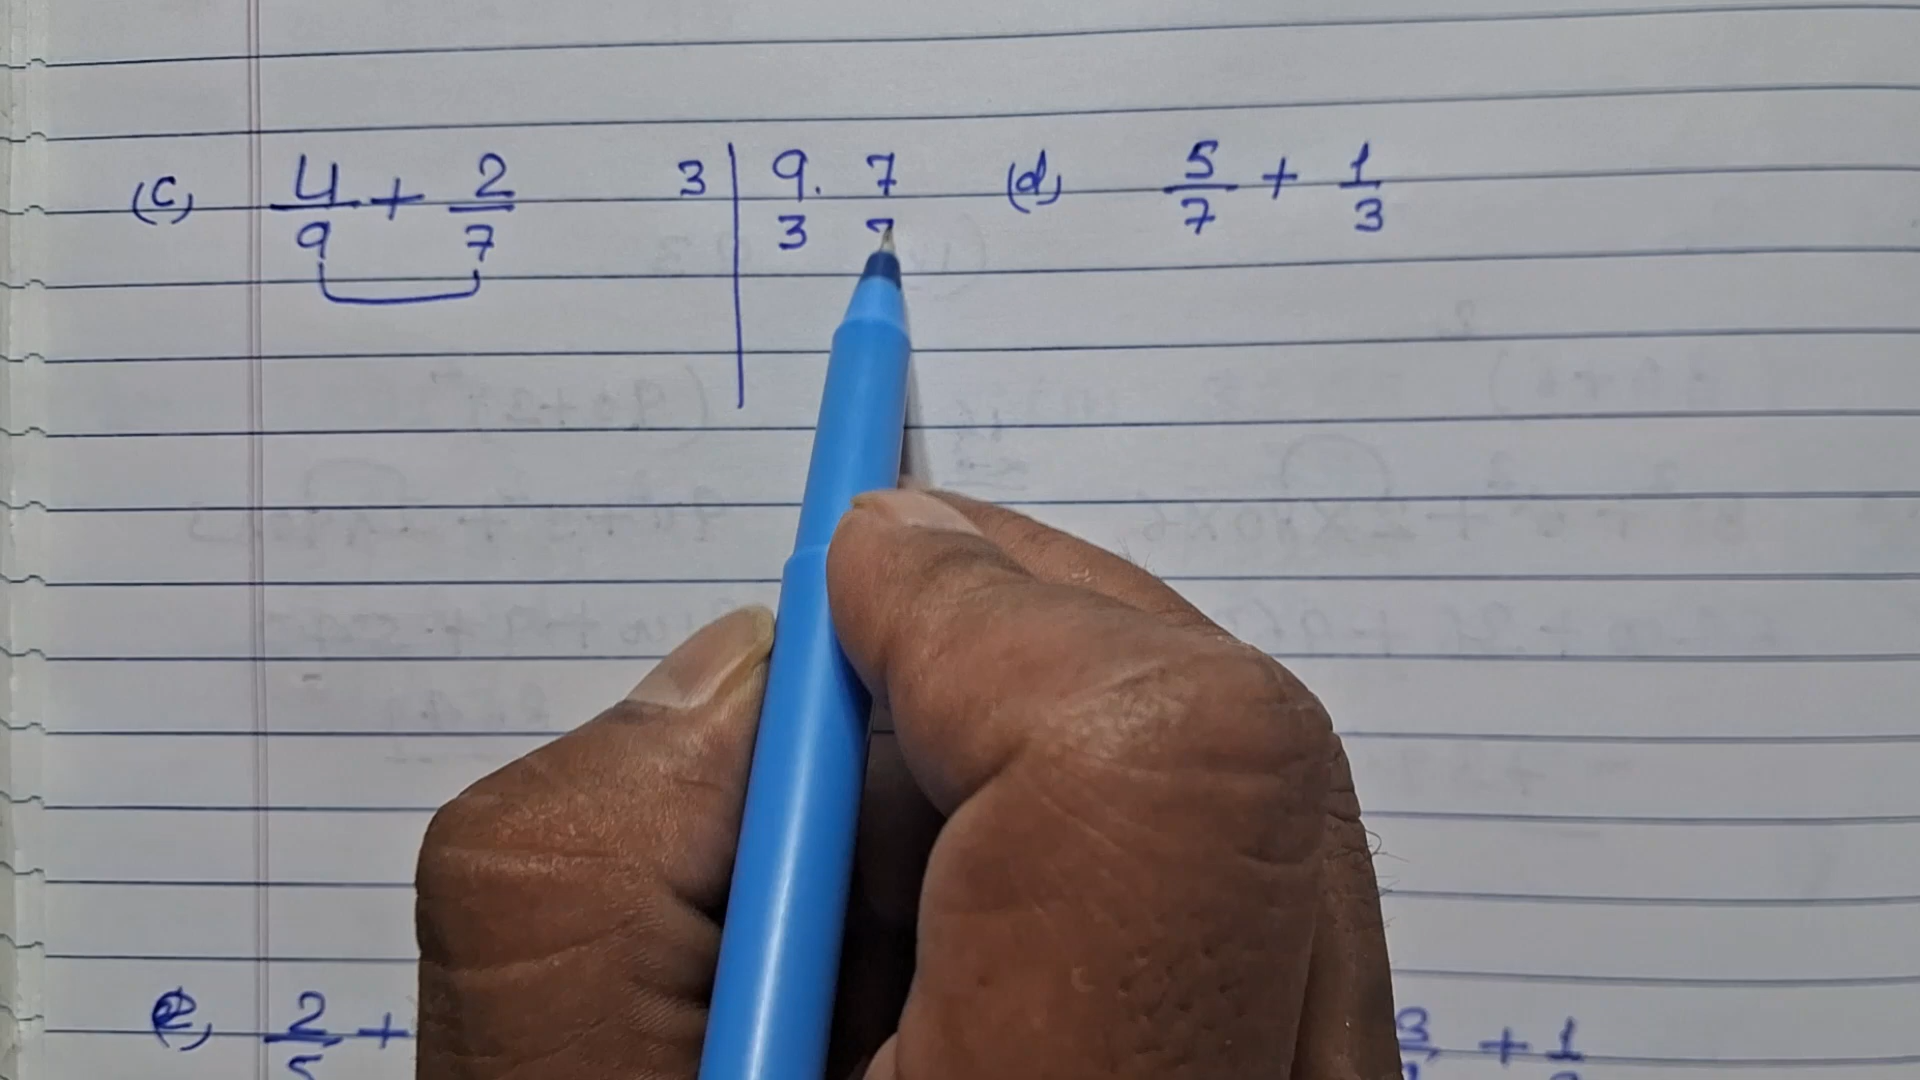 (c) 4/9 + 2/7 3 | 9. 7 (d) 5/7 + 1/3
3 7
(e) 2/5 + 3 + 1